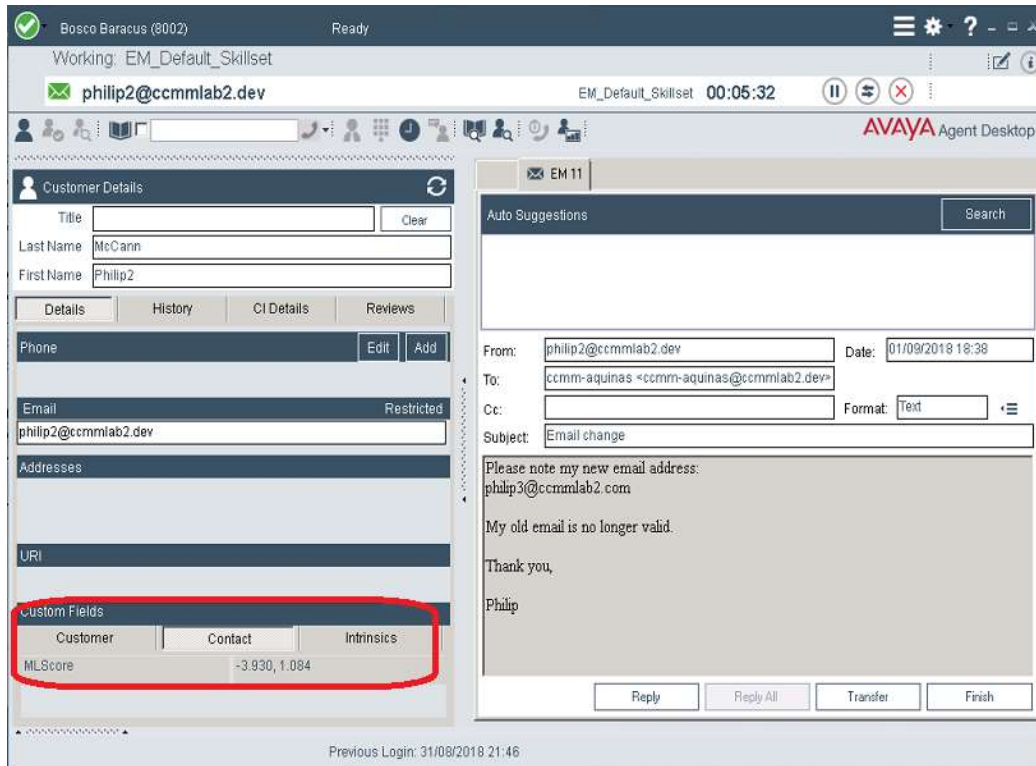 Bosco Baracus (8002) Ready
?
Working: EM_Default_Skillset
philip2@ccmmlab2.dev EM_Default_Skillset 00:05:32
AVAYA Agent Desktop
Customer Details
Title Clear
Last Name McCann
First Name Philip2
Details History CI Details Reviews
Phone Edit Add
Email Restricted
philip2@ccmmlab2.dev
Addresses
URI
Custom Fields
Customer Contact Intrinsics
MLScore -3.930, 1.084
EM 11
Auto Suggestions Search
From: philip2@ccmmlab2.dev Date: 01/09/2018 18:38
To: ccmm-aquinas <ccmm-aquinas@ccmmlab2.dev>
Cc: Format: Text
Subject: Email change
Please note my new email address:
philip3@ccmmlab2.com
My old email is no longer valid.
Thank you,
Philip
Reply Reply All Transfer Finish
Previous Login: 31/08/2018 21:46